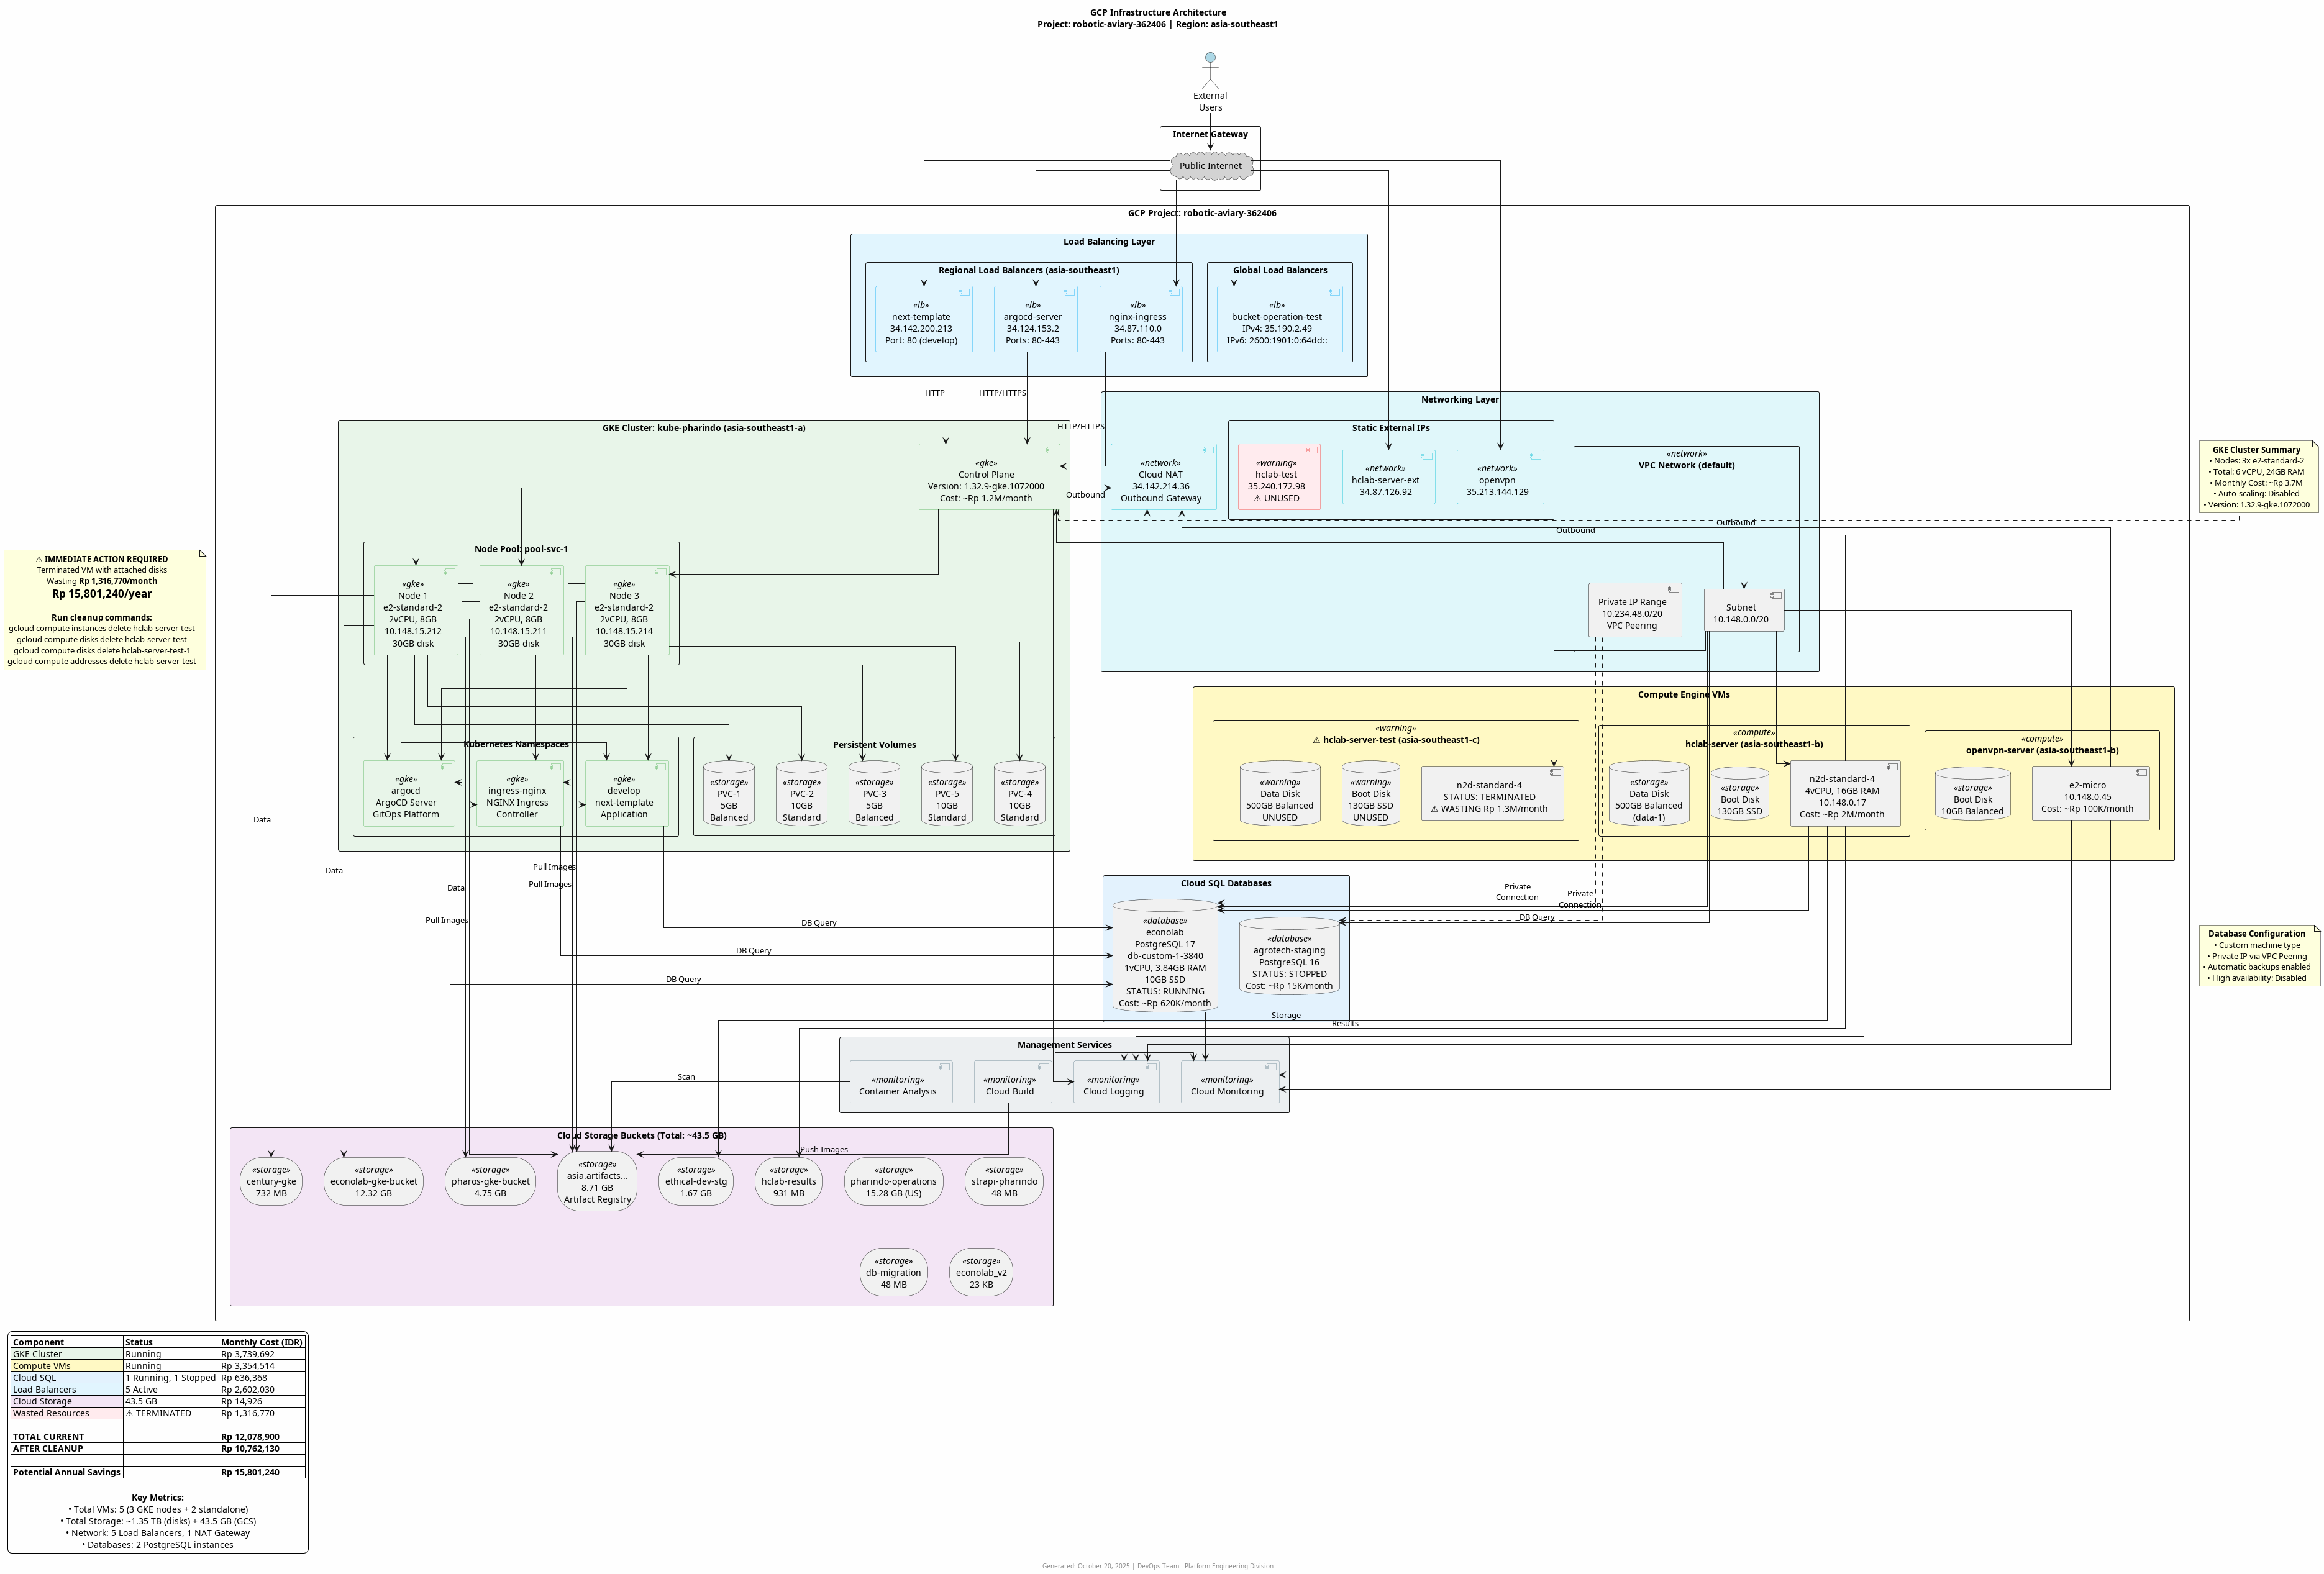 GCP Infrastructure Architecture
Project: robotic-aviary-362406 | Region: asia-southeast1
External
Users
Internet Gateway
Public Internet
GCP Project: robotic-aviary-362406
Load Balancing Layer
Regional Load Balancers (asia-southeast1)
«lb»
next-template
34.142.200.213
Port: 80 (develop)
«lb»
argocd-server
34.124.153.2
Ports: 80-443
«lb»
nginx-ingress
34.87.110.0
Ports: 80-443
Global Load Balancers
«lb»
bucket-operation-test
IPv4: 35.190.2.49
IPv6: 2600:1901:0:64dd::
HTTP
HTTP/HTTPS
HTTP/HTTPS
Networking Layer
«network»
Cloud NAT
34.142.214.36
Outbound Gateway
Static External IPs
«warning»
hclab-test
35.240.172.98
⚠ UNUSED
«network»
hclab-server-ext
34.87.126.92
«network»
openvpn
35.213.144.129
«network»
VPC Network (default)
Private IP Range
10.234.48.0/20
VPC Peering
Subnet
10.148.0.0/20
Outbound
Outbound
Outbound
GKE Cluster Summary
• Nodes: 3x e2-standard-2
• Total: 6 vCPU, 24GB RAM
• Monthly Cost: ~Rp 3.7M
• Auto-scaling: Disabled
• Version: 1.32.9-gke.1072000
GKE Cluster: kube-pharindo (asia-southeast1-a)
«gke»
Control Plane
Version: 1.32.9-gke.1072000
Cost: ~Rp 1.2M/month
Node Pool: pool-svc-1
«gke»
Node 1
e2-standard-2
2vCPU, 8GB
10.148.15.212
30GB disk
«gke»
Node 2
e2-standard-2
2vCPU, 8GB
10.148.15.211
30GB disk
«gke»
Node 3
e2-standard-2
2vCPU, 8GB
10.148.15.214
30GB disk
⚠ IMMEDIATE ACTION REQUIRED
Terminated VM with attached disks
Wasting Rp 1,316,770/month
Rp 15,801,240/year
Run cleanup commands:
gcloud compute instances delete hclab-server-test
gcloud compute disks delete hclab-server-test
gcloud compute disks delete hclab-server-test-1
gcloud compute addresses delete hclab-server-test
Kubernetes Namespaces
«gke»
argocd
ArgoCD Server
GitOps Platform
«gke»
ingress-nginx
NGINX Ingress
Controller
«gke»
develop
next-template
Application
Persistent Volumes
«storage»
PVC-1
5GB
Balanced
«storage»
PVC-2
10GB
Standard
«storage»
PVC-3
5GB
Balanced
«storage»
PVC-5
10GB
Standard
«storage»
PVC-4
10GB
Standard
Compute Engine VMs
«warning»
⚠ hclab-server-test (asia-southeast1-c)
«warning»
Data Disk
500GB Balanced
UNUSED
«warning»
Boot Disk
130GB SSD
UNUSED
n2d-standard-4
STATUS: TERMINATED
⚠ WASTING Rp 1.3M/month
«compute»
hclab-server (asia-southeast1-b)
«storage»
Data Disk
500GB Balanced
(data-1)
«storage»
Boot Disk
130GB SSD
n2d-standard-4
4vCPU, 16GB RAM
10.148.0.17
Cost: ~Rp 2M/month
«compute»
openvpn-server (asia-southeast1-b)
«storage»
Boot Disk
10GB Balanced
e2-micro
10.148.0.45
Cost: ~Rp 100K/month
Data
Data
Data
Pull Images
Pull Images
Pull Images
DB Query
DB Query
DB Query
Private
Connection
Private
Connection
DB Query
Cloud SQL Databases
«database»
econolab
PostgreSQL 17
db-custom-1-3840
1vCPU, 3.84GB RAM
10GB SSD
STATUS: RUNNING
Cost: ~Rp 620K/month
«database»
agrotech-staging
PostgreSQL 16
STATUS: STOPPED
Cost: ~Rp 15K/month
Database Configuration
• Custom machine type
• Private IP via VPC Peering
• Automatic backups enabled
• High availability: Disabled
Storage
Results
Management Services
«monitoring»
Container Analysis
«monitoring»
Cloud Build
«monitoring»
Cloud Logging
«monitoring»
Cloud Monitoring
Scan
Push Images
Cloud Storage Buckets (Total: ~43.5 GB)
«storage»
century-gke
732 MB
«storage»
econolab-gke-bucket
12.32 GB
«storage»
pharos-gke-bucket
4.75 GB
«storage»
asia.artifacts...
8.71 GB
Artifact Registry
«storage»
ethical-dev-stg
1.67 GB
«storage»
hclab-results
931 MB
«storage»
pharindo-operations
15.28 GB (US)
«storage»
strapi-pharindo
48 MB
«storage»
db-migration
48 MB
«storage»
econolab_v2
23 KB
Component Status Monthly Cost (IDR)
GKE Cluster Running Rp 3,739,692
Compute VMs Running Rp 3,354,514
Cloud SQL 1 Running, 1 Stopped Rp 636,368
Load Balancers 5 Active Rp 2,602,030
Cloud Storage 43.5 GB Rp 14,926
Wasted Resources ⚠ TERMINATED Rp 1,316,770
TOTAL CURRENT Rp 12,078,900
AFTER CLEANUP Rp 10,762,130
Potential Annual Savings Rp 15,801,240
Key Metrics:
• Total VMs: 5 (3 GKE nodes + 2 standalone)
• Total Storage: ~1.35 TB (disks) + 43.5 GB (GCS)
• Network: 5 Load Balancers, 1 NAT Gateway
• Databases: 2 PostgreSQL instances
Generated: October 20, 2025 | DevOps Team - Platform Engineering Division